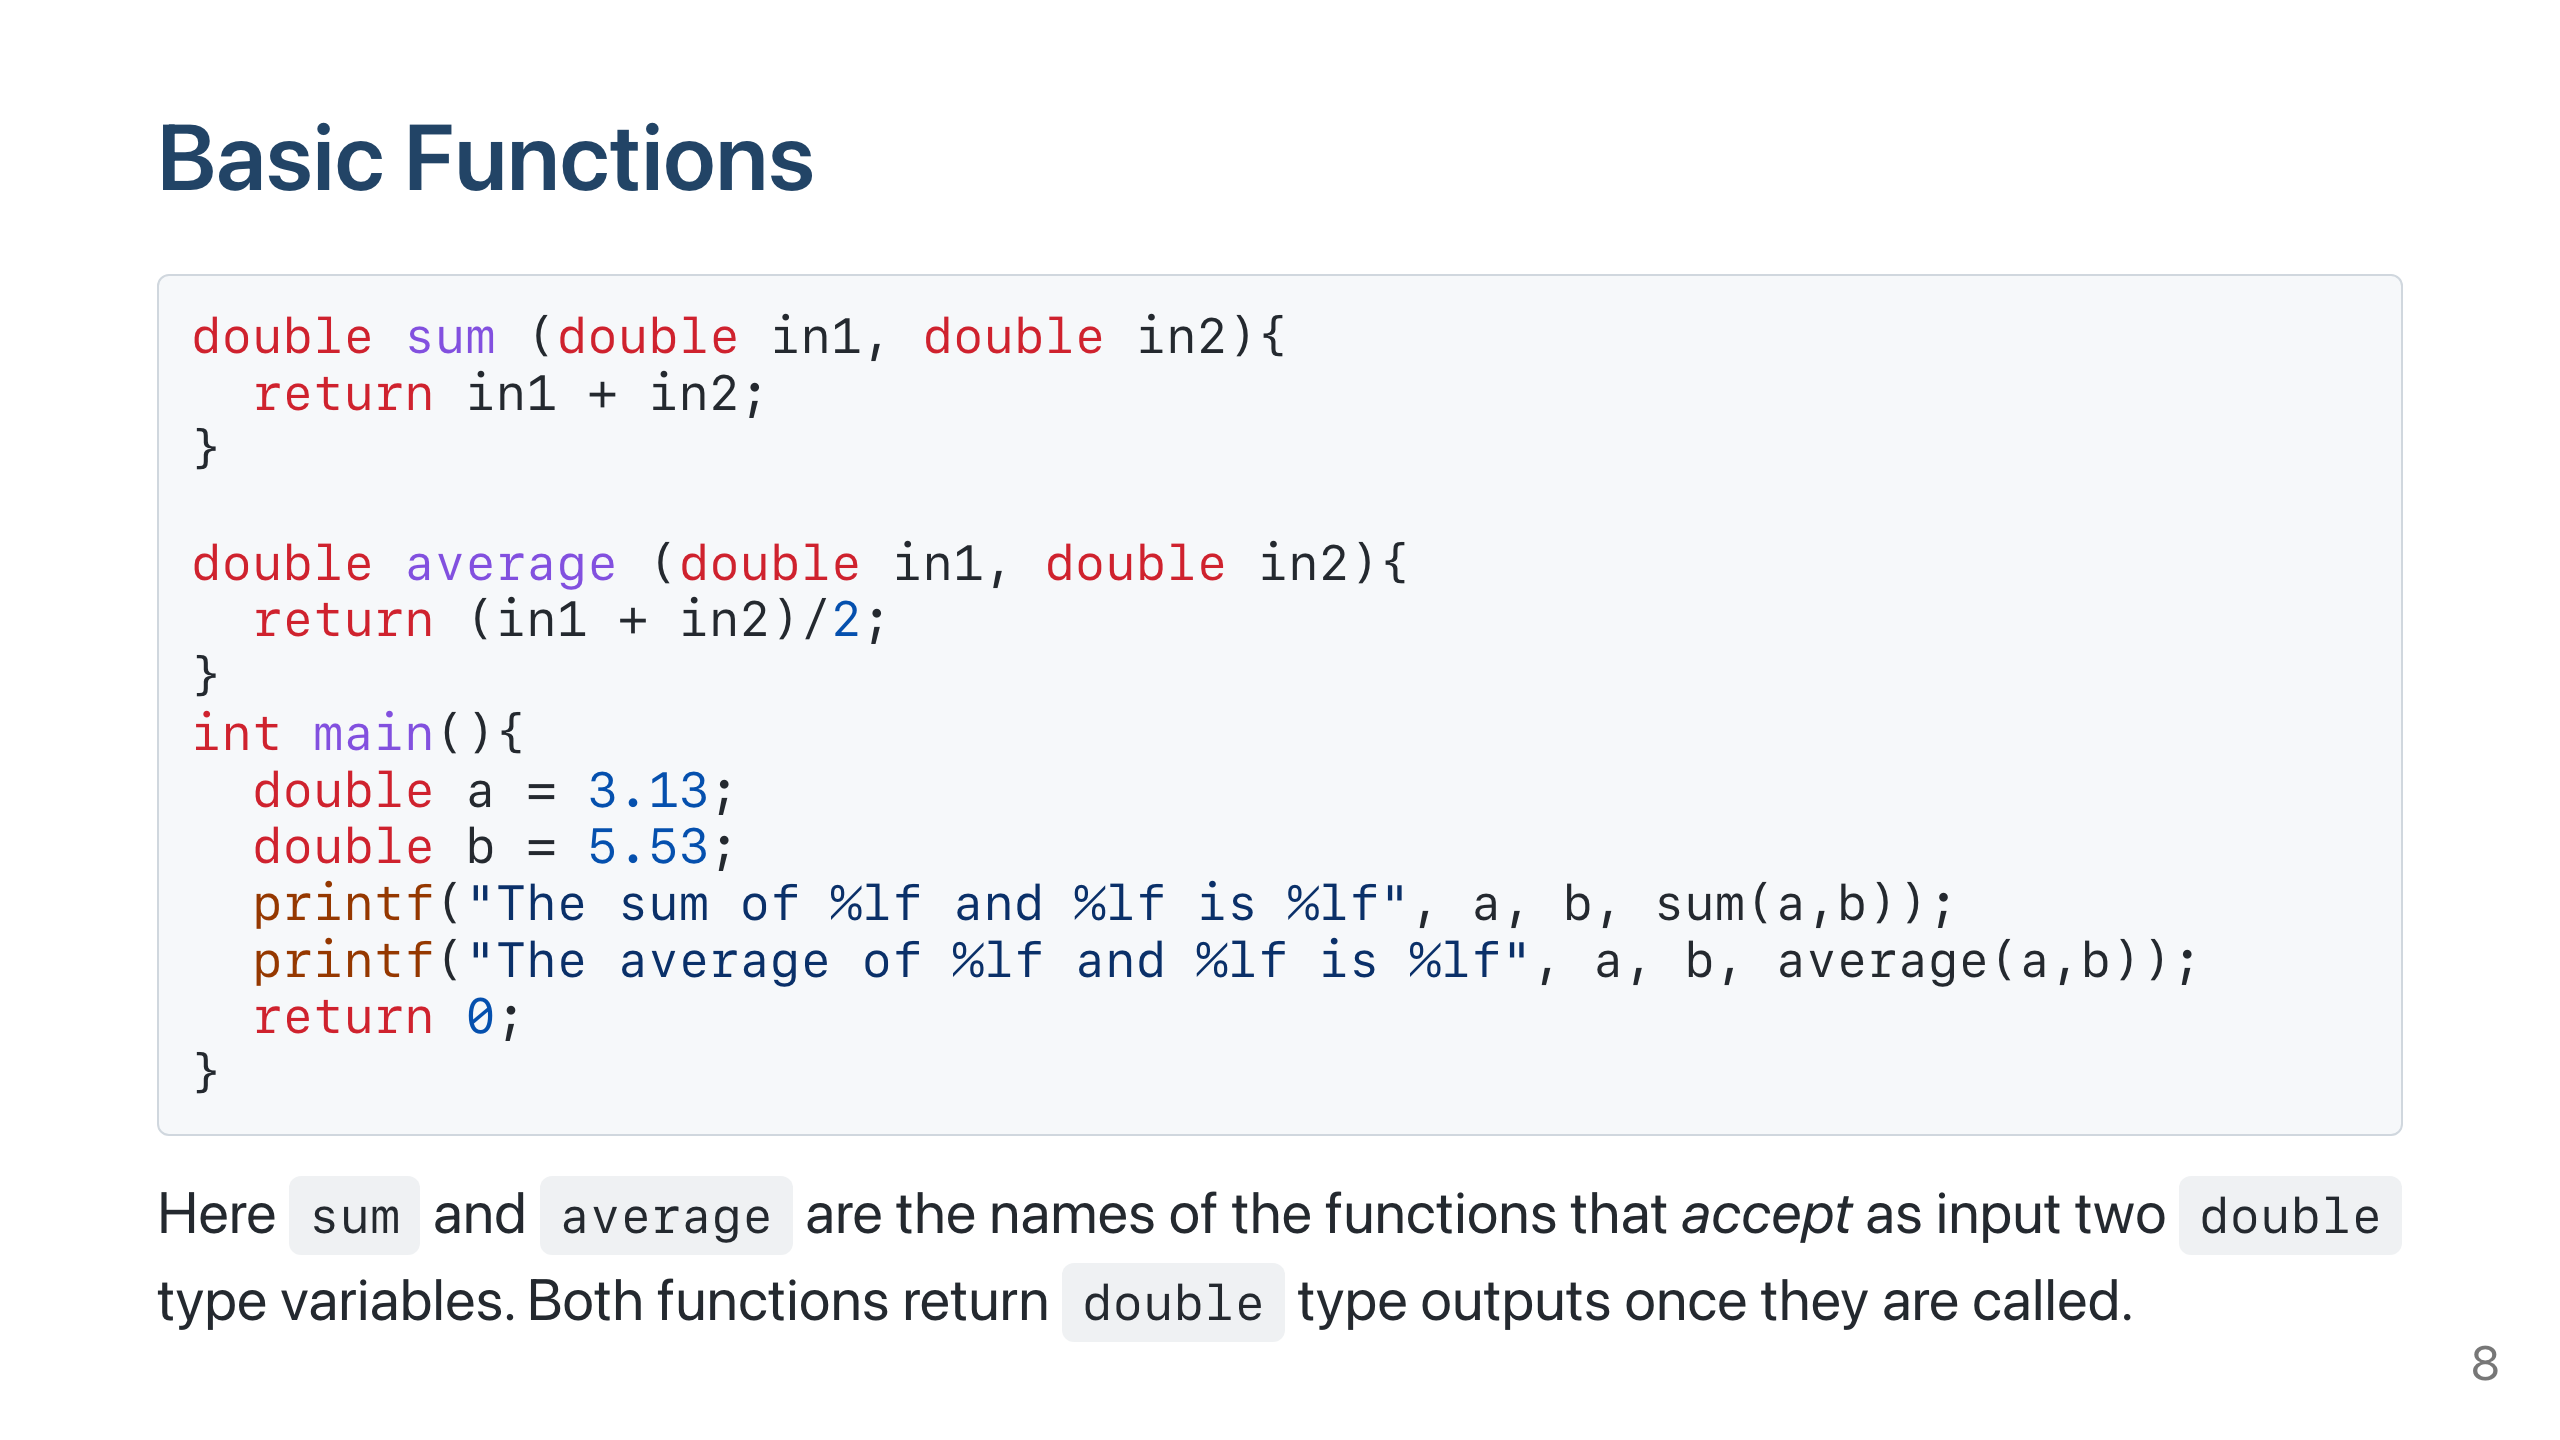 Basic Functions
double sum (double in1, double in2){
  return in1 + in2;
}

double average (double in1, double in2){
  return (in1 + in2)/2;
}
int main(){
  double a = 3.13;
  double b = 5.53;
  printf("The sum of %lf and %lf is %lf", a, b, sum(a,b));
  printf("The average of %lf and %lf is %lf", a, b, average(a,b));
  return 0;
}
Here sum and average are the names of the functions that accept as input two double
type variables. Both functions return double type outputs once they are called.
8